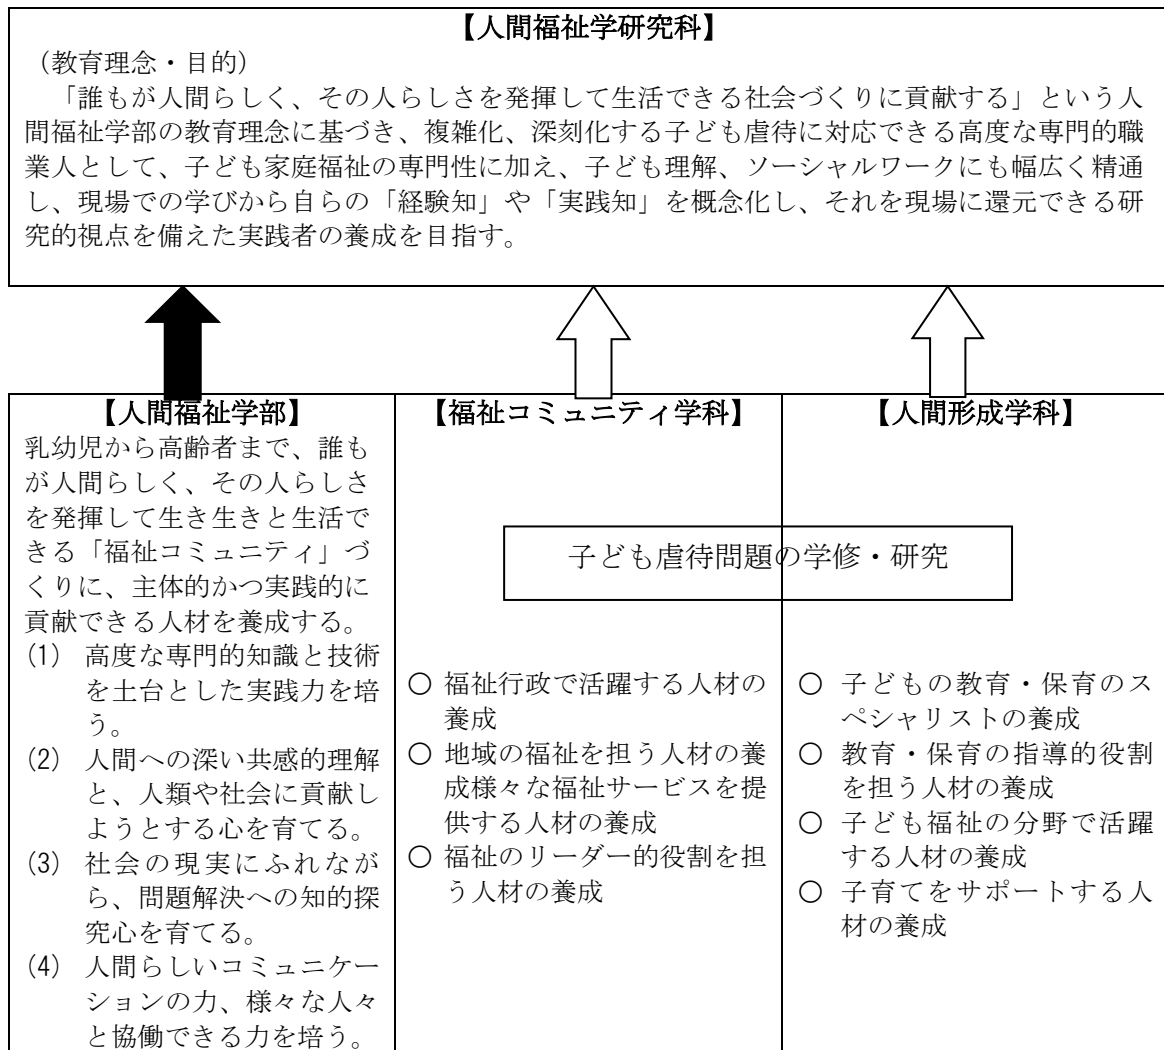 【人間福祉学研究科】
（教育理念・目的）
「誰もが人間らしく、その人らしさを発揮して生活できる社会づくりに貢献する」という人
間福祉学部の教育理念に基づき、複雑化、深刻化する子ども虐待に対応できる高度な専門的職
業人として、子ども家庭福祉の専門性に加え、子ども理解、ソーシャルワークにも幅広く精通
し、現場での学びから自らの「経験知」や「実践知」を概念化し、それを現場に還元できる研
究的視点を備えた実践者の養成を目指す。
【人間福祉学部】
乳幼児から高齢者まで、誰も
が人間らしく、その人らしさ
を発揮して生き生きと生活で
きる「福祉コミュニティ」づ
くりに、主体的かつ実践的に
貢献できる人材を養成する。
(1) 高度な専門的知識と技術
を土台とした実践力を培
う。
(2) 人間への深い共感的理解
と、人類や社会に貢献し
ようとする心を育てる。
(3) 社会の現実にふれなが
ら、問題解決への知的探
究心を育てる。
(4) 人間らしいコミュニケー
ションの力、様々な人々
と協働できる力を培う。
【福祉コミュニティ学科】
【人間形成学科】
子ども虐待問題の学修・研究
○ 福祉行政で活躍する人材の
養成
○ 地域の福祉を担う人材の養
成様々な福祉サービスを提
供する人材の養成
○ 福祉のリーダー的役割を担
う人材の養成
○ 子どもの教育・保育のス
ペシャリストの養成
○ 教育・保育の指導的役割
を担う人材の養成
○ 子ども福祉の分野で活躍
する人材の養成
○ 子育てをサポートする人
材の養成